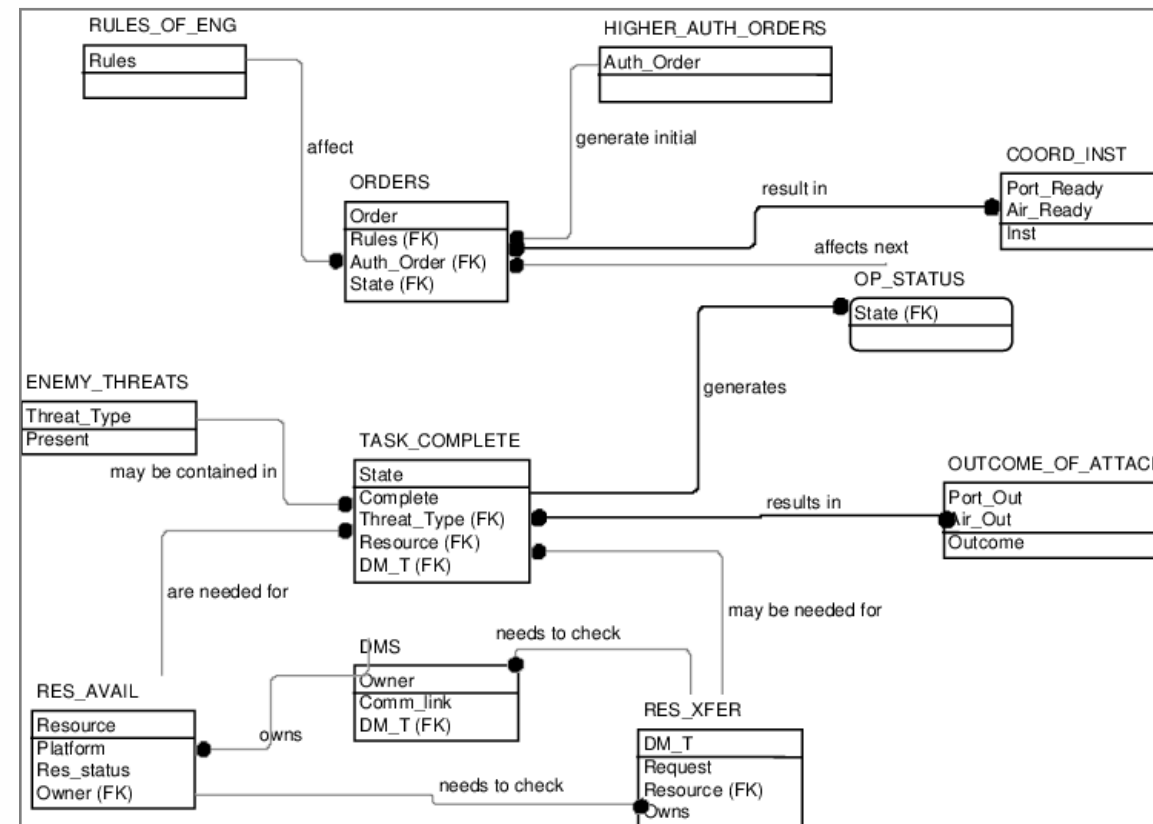 RULES_OF_ENG
Rules
HIGHER_AUTH_ORDERS
Auth_Order
affect
generate initial
ORDERS
Order
Rules (FK)
Auth_Order (FK)
State (FK)
result in
COORD_INST
Port_Ready
Air_Ready
Inst
affects next
OP_STATUS
State (FK)
generates
ENEMY_THREATS
Threat_Type
Present
may be contained in
TASK_COMPLETE
State
Complete
Threat_Type (FK)
Resource (FK)
DM_T (FK)
results in
OUTCOME_OF_ATTAC
Port_Out
Air_Out
Outcome
are needed for
may be needed for
needs to check
DMS
Owner
Comm_link
DM_T (FK)
owns
RES_AVAIL
Resource
Platform
Res_status
Owner (FK)
needs to check
RES_XFER
DM_T
Request
Resource (FK)
Owns